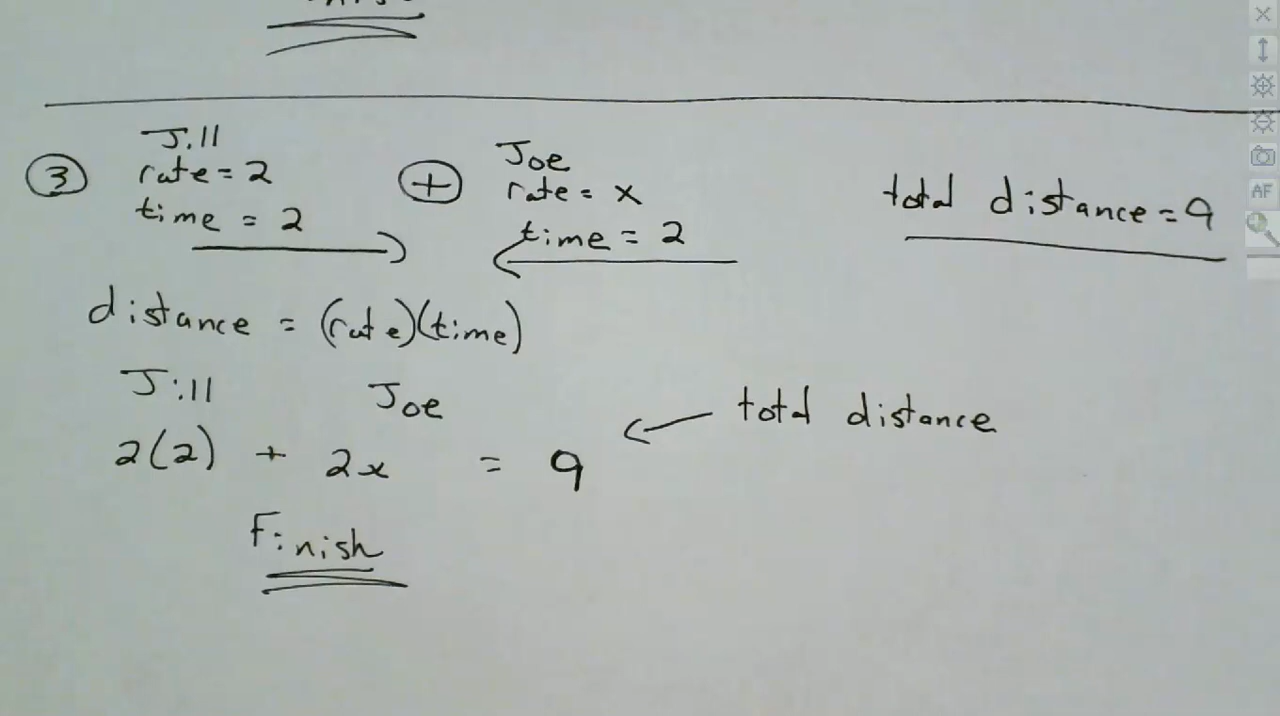 ③
Jill
rate = 2
time = 2
+
Joe
rate = x
time = 2
total distance = 9
distance = (rate)(time)
Jill Joe
2(2) + 2x = 9
total distance
Finish
AF